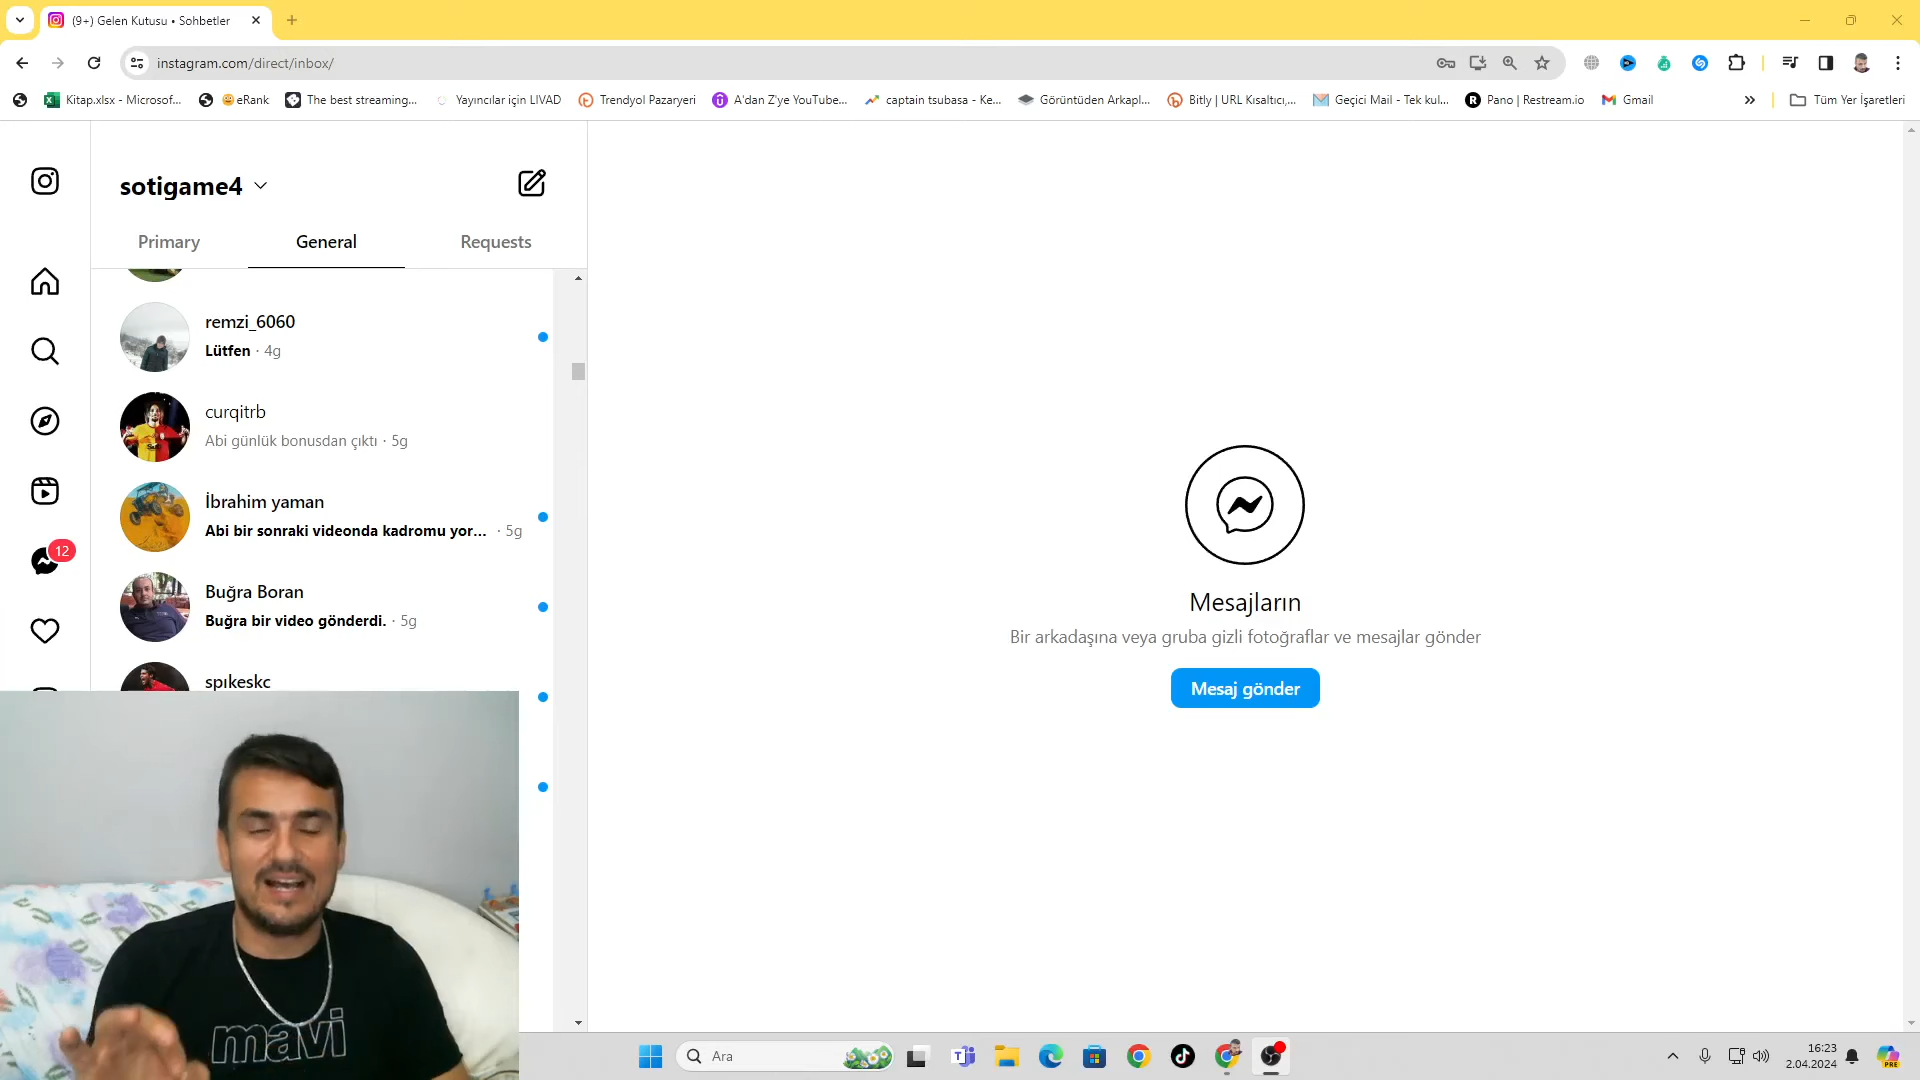 (9+) Gelen Kutusu • Sohbetler
instagram.com/direct/inbox/
Kitap.xlsx - Microsof...
eRank
The best streaming...
Yayıncılar için LIVAD
Trendyol Pazaryeri
A'dan Z'ye YouTube...
captain tsubasa - Ke...
Görüntüden Arkapl...
Bitly | URL Kısaltıcı,...
Geçici Mail - Tek kul...
Pano | Restream.io
Gmail
Tüm Yer İşaretleri
sotigame4
Primary
General
Requests
remzi_6060
Lütfen · 4g
curqitrb
Abi günlük bonusdan çıktı · 5g
İbrahim yaman
Abi bir sonraki videonda kadromu yor... · 5g
Buğra Boran
Buğra bir video gönderdi. · 5g
spıkeskc
12
Mesajların
Bir arkadaşına veya gruba gizli fotoğraflar ve mesajlar gönder
Mesaj gönder
mavi
Ara
16:23
2.04.2024
PRE